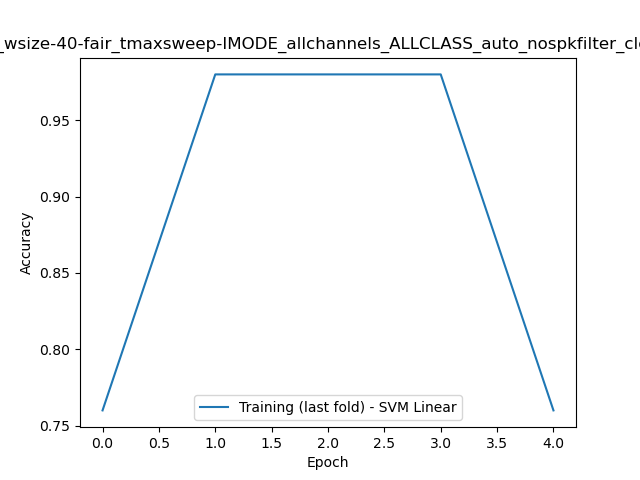 _wsize-40-fair_tmaxsweep-IMODE_allchannels_ALLCLASS_auto_nospkfilter_cl
0.95
0.90
0.85
0.80
0.75
Accuracy
Training (last fold) - SVM Linear
0.0 0.5 1.0 1.5 2.0 2.5 3.0 3.5 4.0
Epoch